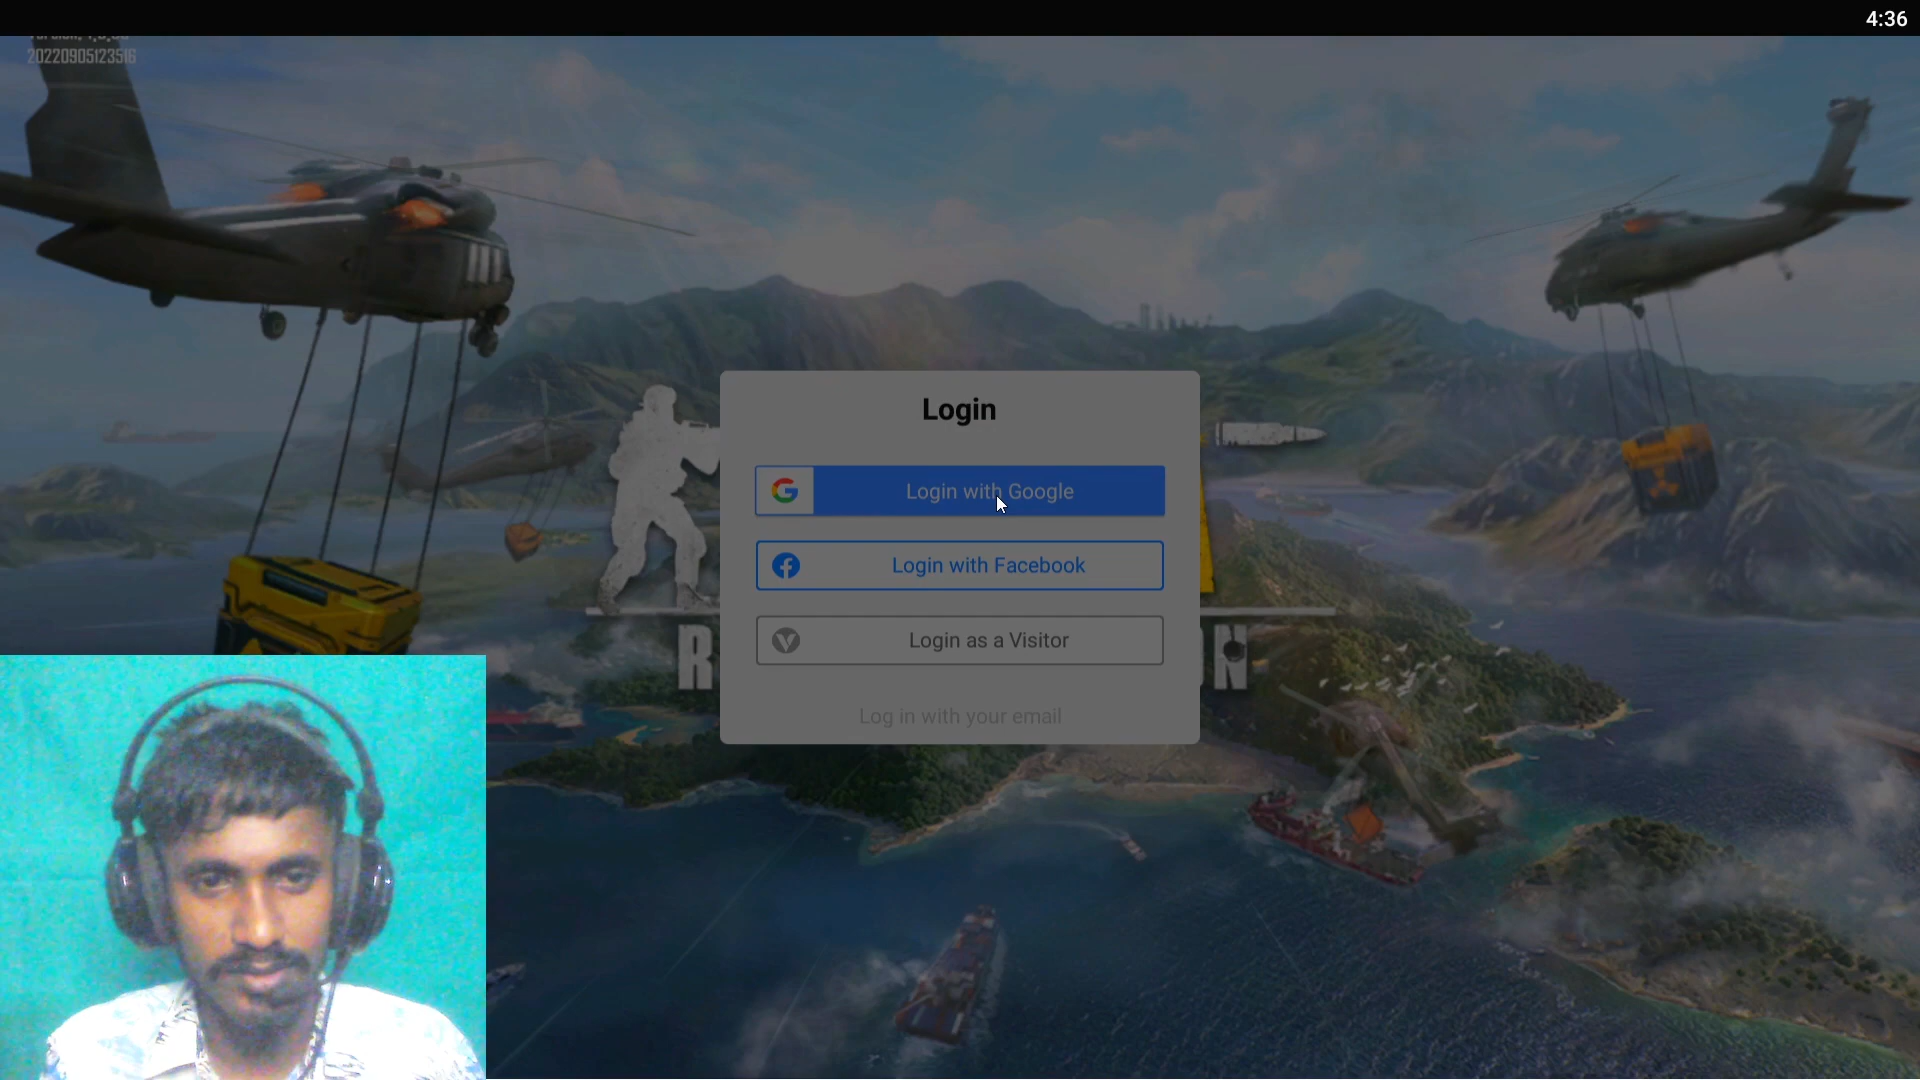 4:36
20220905123516
Login
Login with Google
Login with Facebook
Login as a Visitor
Log in with your email